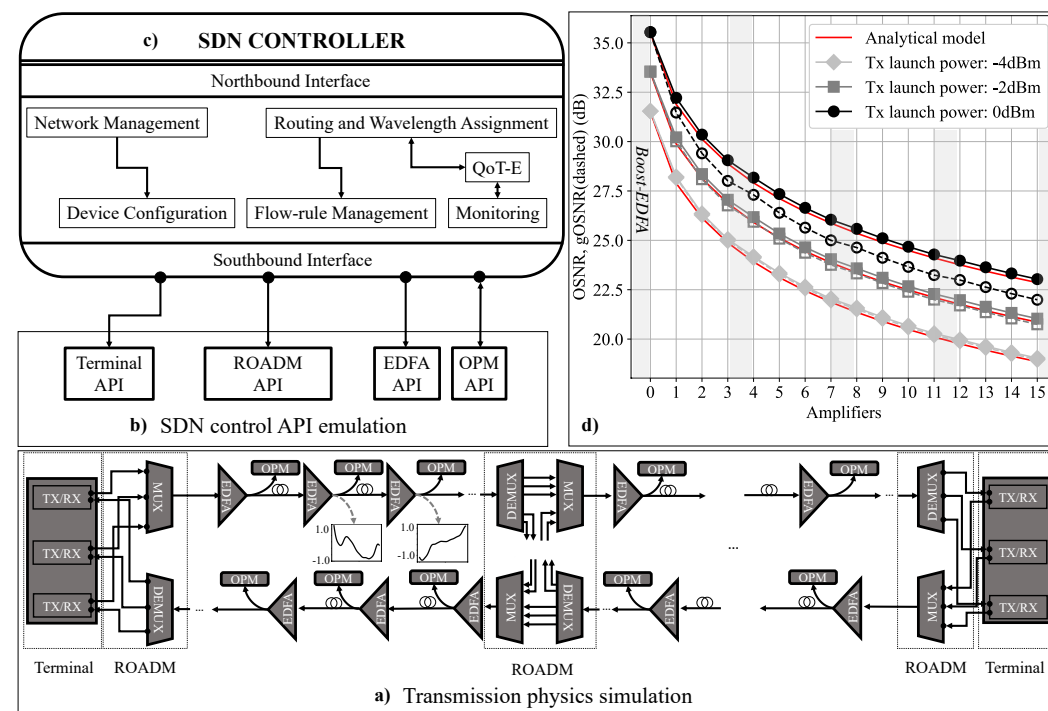 c) SDN CONTROLLER
Northbound Interface
Network Management
Routing and Wavelength Assignment
QoT-E
Device Configuration
Flow-rule Management
Monitoring
Southbound Interface
Terminal
API
ROADM
API
EDFA
API
OPM
API
b) SDN control API emulation
OSNR, gOSNR(dashed) (dB)
35.0
32.5
30.0
27.5
25.0
22.5
20.0
Boost-EDFA
Analytical model
Tx launch power: -4dBm
Tx launch power: -2dBm
Tx launch power: 0dBm
0 1 2 3 4 5 6 7 8 9 10 11 12 13 14 15
Amplifiers
d)
TX/RX
TX/RX
TX/RX
MUX
DEMUX
EDFA
OPM
EDFA
OPM
EDFA
OPM
...
1.0
-1.0
1.0
-1.0
DEMUX
MUX
EDFA
OPM
...
EDFA
OPM
...
DEMUX
TX/RX
TX/RX
TX/RX
...
OPM
EDFA
OPM
EDFA
OPM
EDFA
MUX
DEMUX
...
OPM
EDFA
OPM
EDFA
MUX
Terminal
ROADM
ROADM
ROADM
Terminal
a) Transmission physics simulation